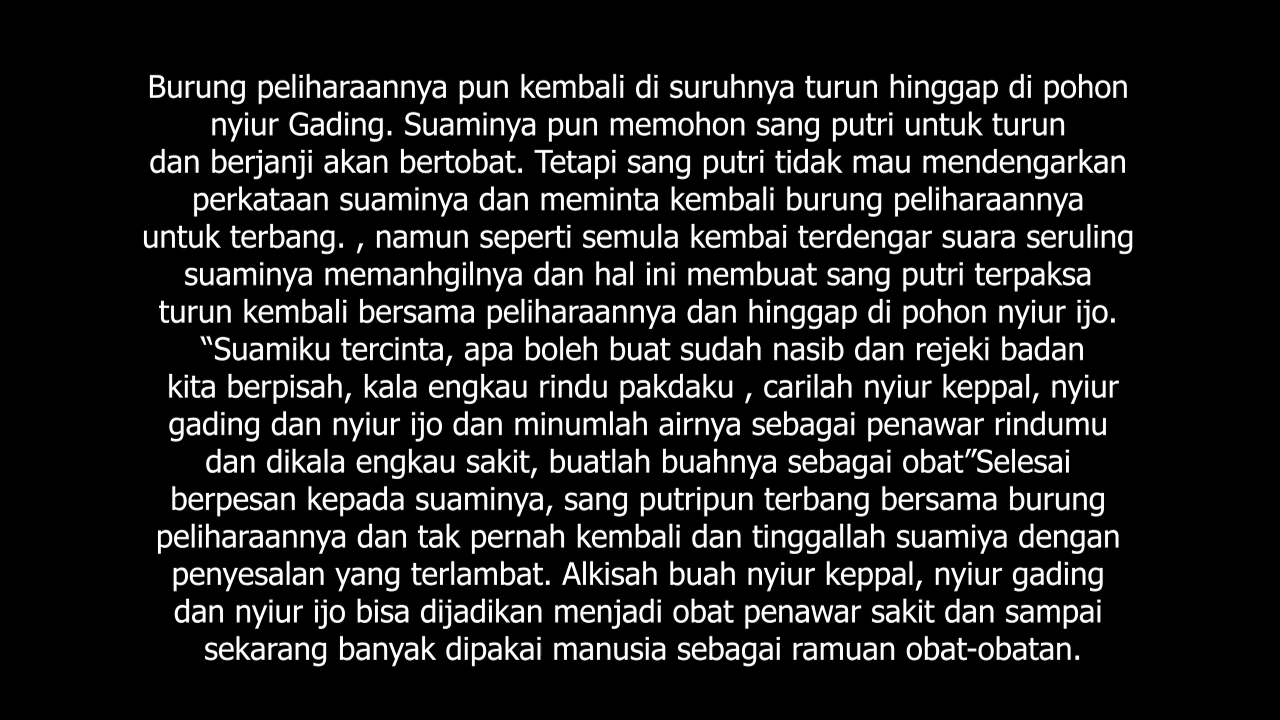 Burung peliharaannya pun kembali di suruhnya turun hinggap di pohon
nyiur Gading. Suaminya pun memohon sang putri untuk turun
dan berjanji akan bertobat. Tetapi sang putri tidak mau mendengarkan
perkataan suaminya dan meminta kembali burung peliharaannya
untuk terbang. , namun seperti semula kembai terdengar suara seruling
suaminya memanhgilnya dan hal ini membuat sang putri terpaksa
turun kembali bersama peliharaannya dan hinggap di pohon nyiur ijo.
“Suamiku tercinta, apa boleh buat sudah nasib dan rejeki badan
kita berpisah, kala engkau rindu pakdaku , carilah nyiur keppal, nyiur
gading dan nyiur ijo dan minumlah airnya sebagai penawar rindumu
dan dikala engkau sakit, buatlah buahnya sebagai obat”Selesai
berpesan kepada suaminya, sang putripun terbang bersama burung
peliharaannya dan tak pernah kembali dan tinggallah suamiya dengan
penyesalan yang terlambat. Alkisah buah nyiur keppal, nyiur gading
dan nyiur ijo bisa dijadikan menjadi obat penawar sakit dan sampai
sekarang banyak dipakai manusia sebagai ramuan obat-obatan.